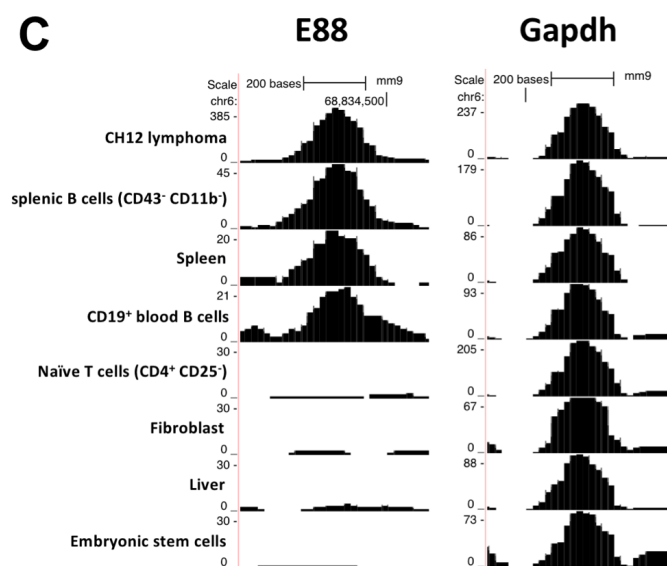 C
E88 Gapdh
Scale 200 bases mm9 Scale 200 bases mm9
chr6: 68,834,500 chr6:
385 - 237 -
CH12 lymphoma
0 _ 0 _
45 - 179 -
splenic B cells (CD43⁻ CD11b⁻)
0 _ 0 _
20 - 86 -
Spleen
0 _ 0 _
21 - 93 -
CD19⁺ blood B cells
0 _ 0 _
30 - 205 -
Naïve T cells (CD4⁺ CD25⁻)
0 _ 0 _
30 - 67 -
Fibroblast
0 _ 0 _
30 - 88 -
Liver
0 _ 0 _
30 - 73 -
Embryonic stem cells
0 _ 0 _